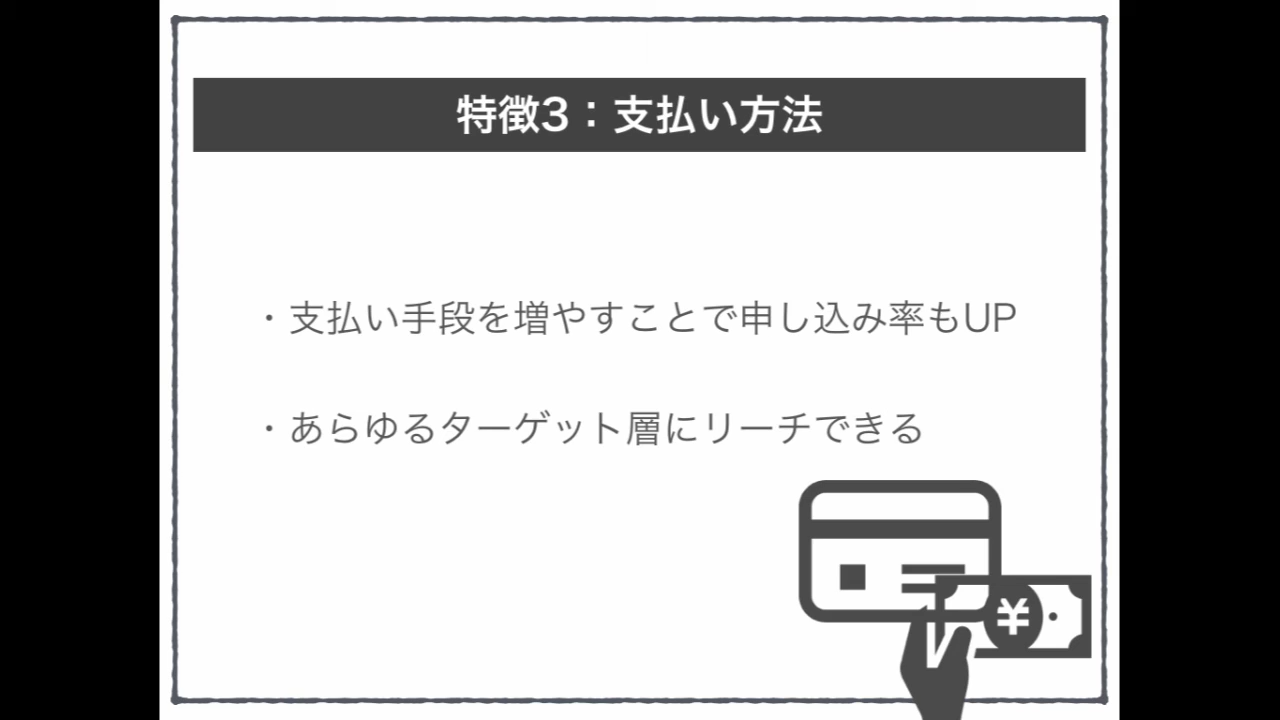 特徴3：支払い方法
・支払い手段を増やすことで申し込み率もUP
・あらゆるターゲット層にリーチできる
¥